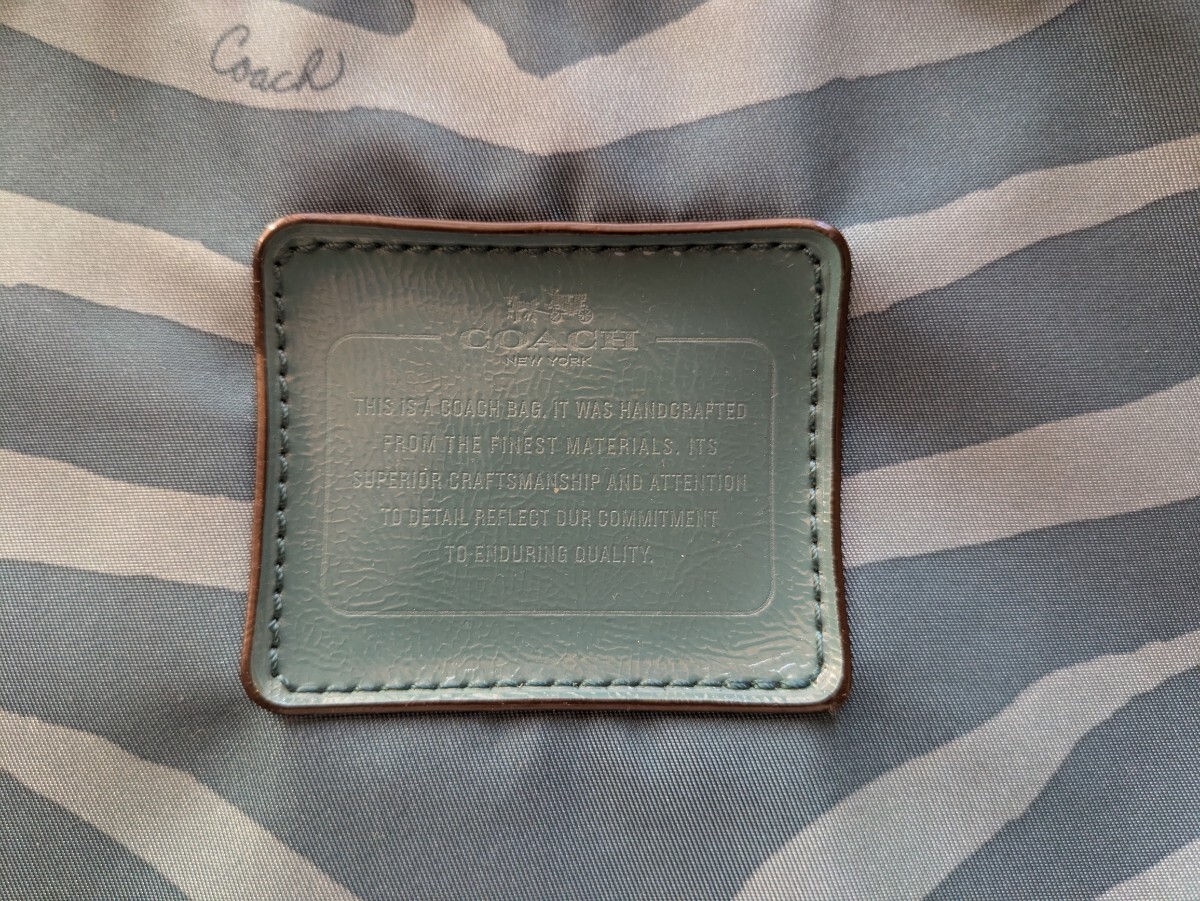 Coach
COACH
NEW YORK
THIS IS A COACH BAG. IT WAS HANDCRAFTED
FROM THE FINEST MATERIALS. ITS
SUPERIOR CRAFTSMANSHIP AND ATTENTION
TO DETAIL REFLECT OUR COMMITMENT
TO ENDURING QUALITY.